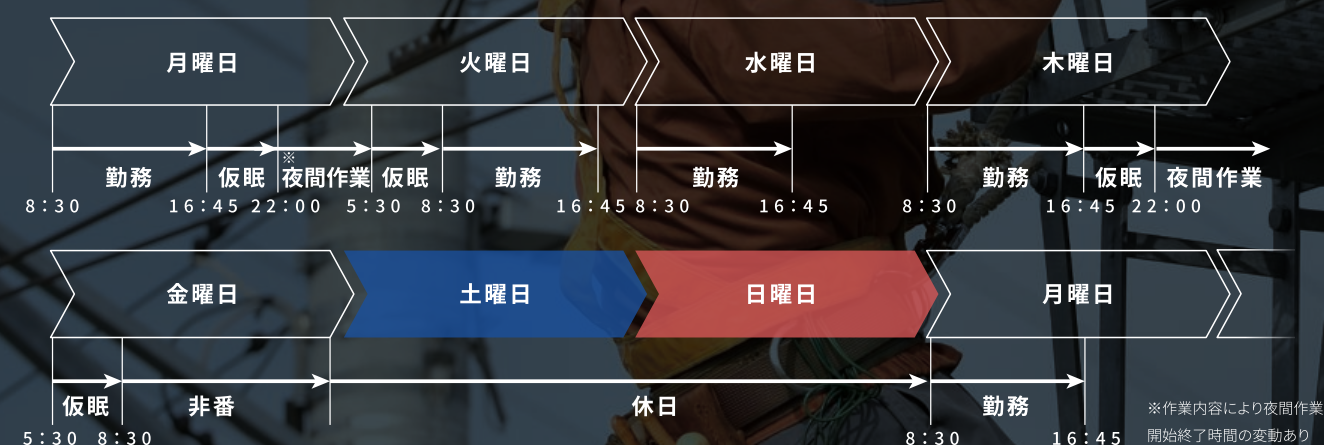 月曜日 火曜日 水曜日 木曜日
※
勤務 仮眠 夜間作業 仮眠 勤務 勤務 勤務 仮眠 夜間作業
8:30 16:45 22:00 5:30 8:30 16:45 8:30 16:45 8:30 16:45 22:00
金曜日 土曜日 日曜日 月曜日
仮眠 非番 休日 勤務
5:30 8:30 8:30 16:45
※作業内容により夜間作業
開始終了時間の変動あり